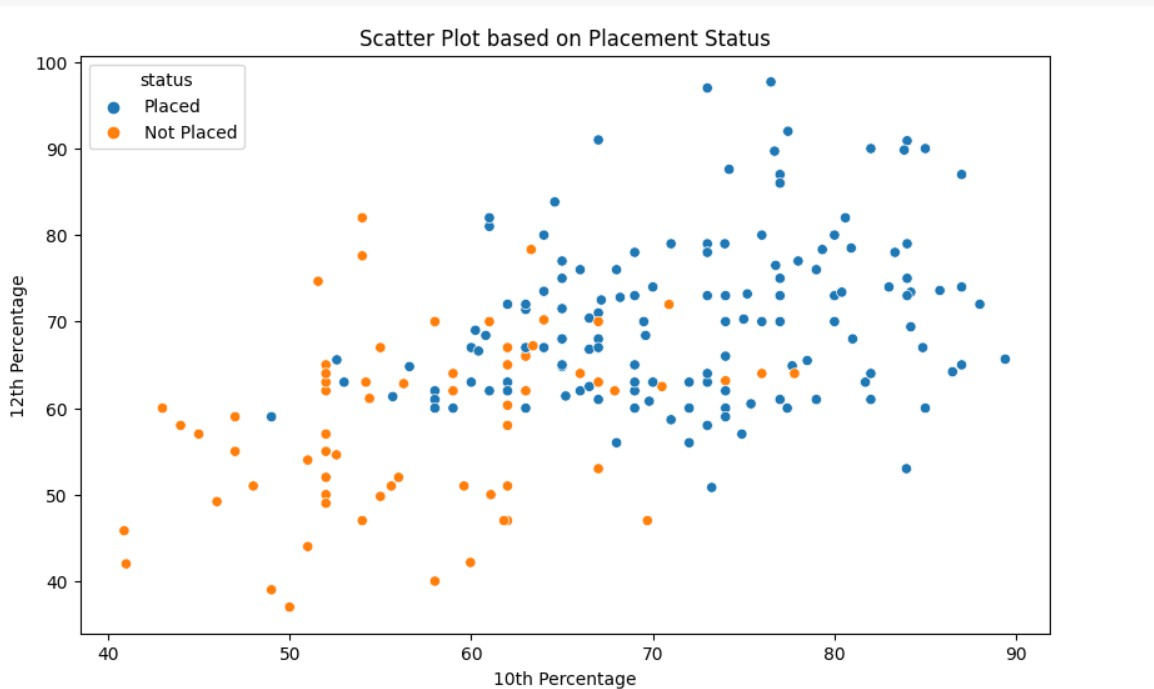 Scatter Plot based on Placement Status
status
Placed
Not Placed
100
90
80
70
60
50
40
12th Percentage
40 50 60 70 80 90
10th Percentage